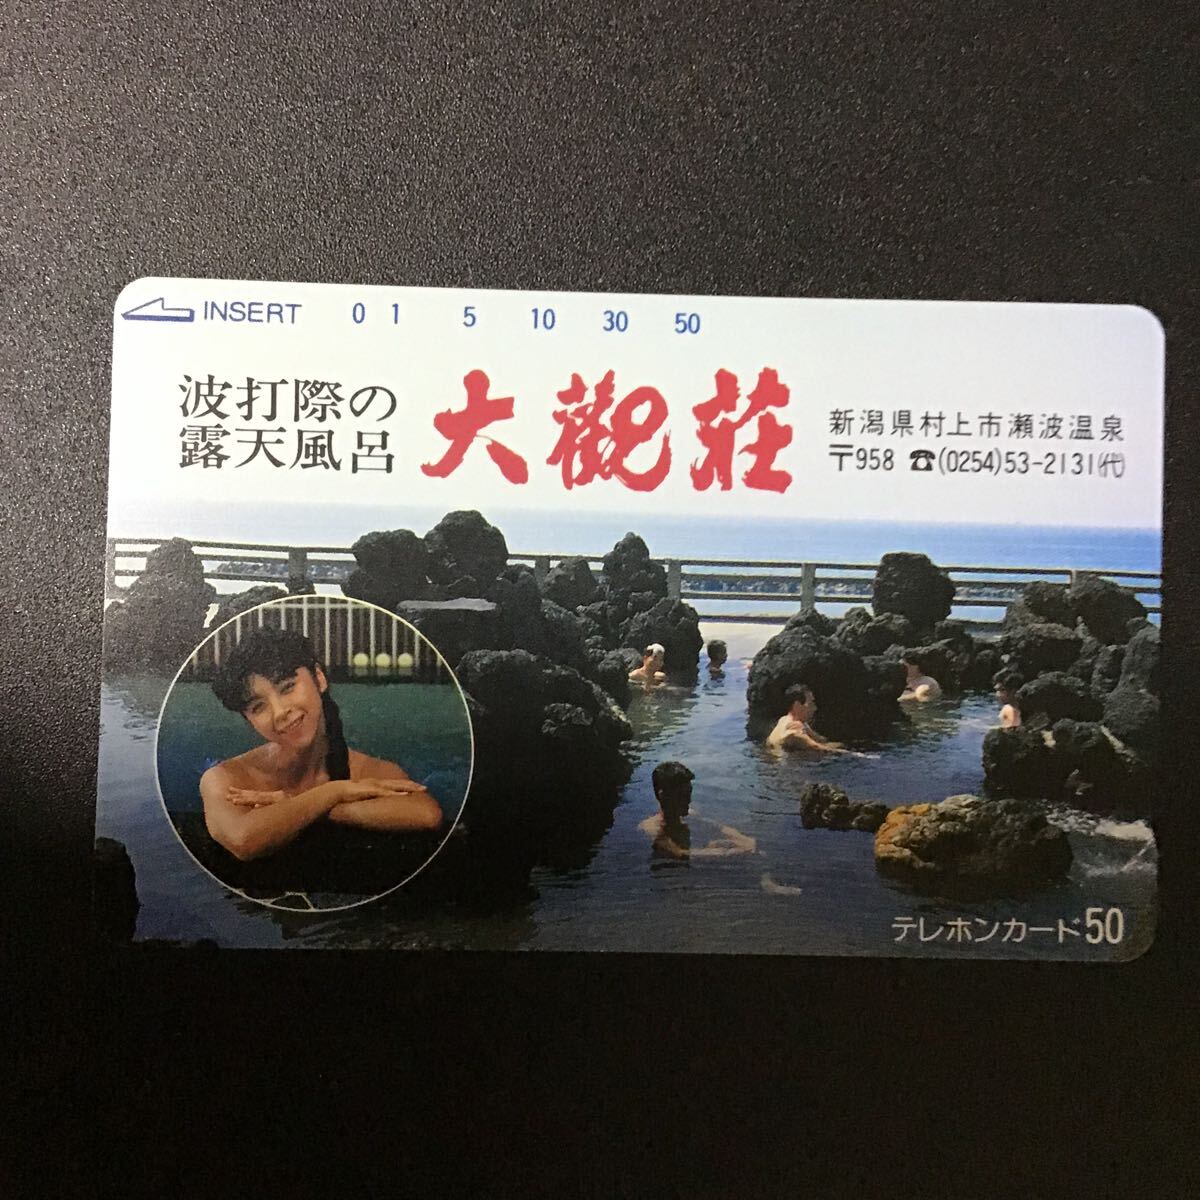 INSERT 0 1 5 10 30 50
波打際の
露天風呂
大觀荘
新潟県村上市瀬波温泉
〒958 ☎(0254)53-2131㈹
テレホンカード50